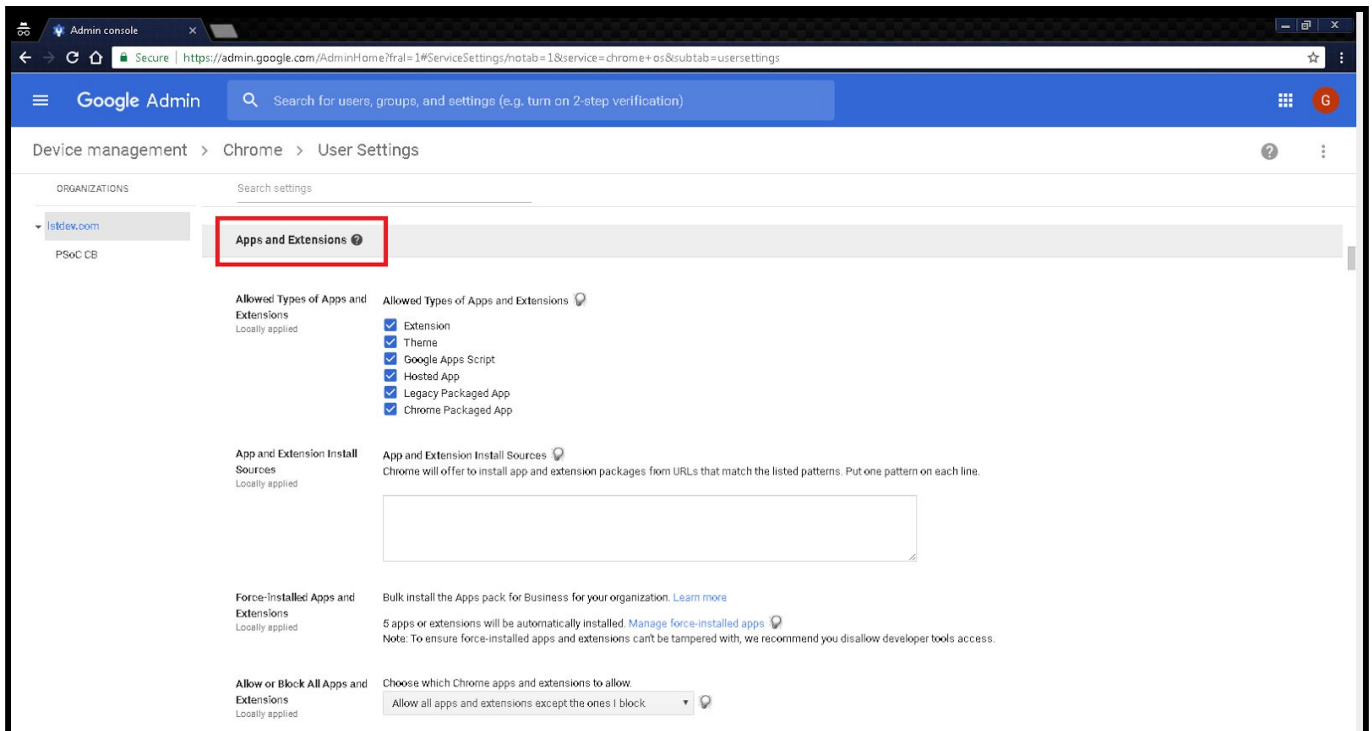 Admin console
Secure | https://admin.google.com/AdminHome?fral=1#ServiceSettings/notab=1&service=chrome+os&subtab=usersettings
Google Admin
Search for users, groups, and settings (e.g. turn on 2-step verification)
G
Device management > Chrome > User Settings
ORGANIZATIONS
Search settings
lstdev.com
PSoC CB
Apps and Extensions
Allowed Types of Apps and
Extensions
Locally applied
Allowed Types of Apps and Extensions
Extension
Theme
Google Apps Script
Hosted App
Legacy Packaged App
Chrome Packaged App
App and Extension Install
Sources
Locally applied
App and Extension Install Sources
Chrome will offer to install app and extension packages from URLs that match the listed patterns. Put one pattern on each line.
Force-installed Apps and
Extensions
Locally applied
Bulk install the Apps pack for Business for your organization. Learn more
5 apps or extensions will be automatically installed. Manage force-installed apps
Note: To ensure force-installed apps and extensions can't be tampered with, we recommend you disallow developer tools access.
Allow or Block All Apps and
Extensions
Locally applied
Choose which Chrome apps and extensions to allow.
Allow all apps and extensions except the ones I block